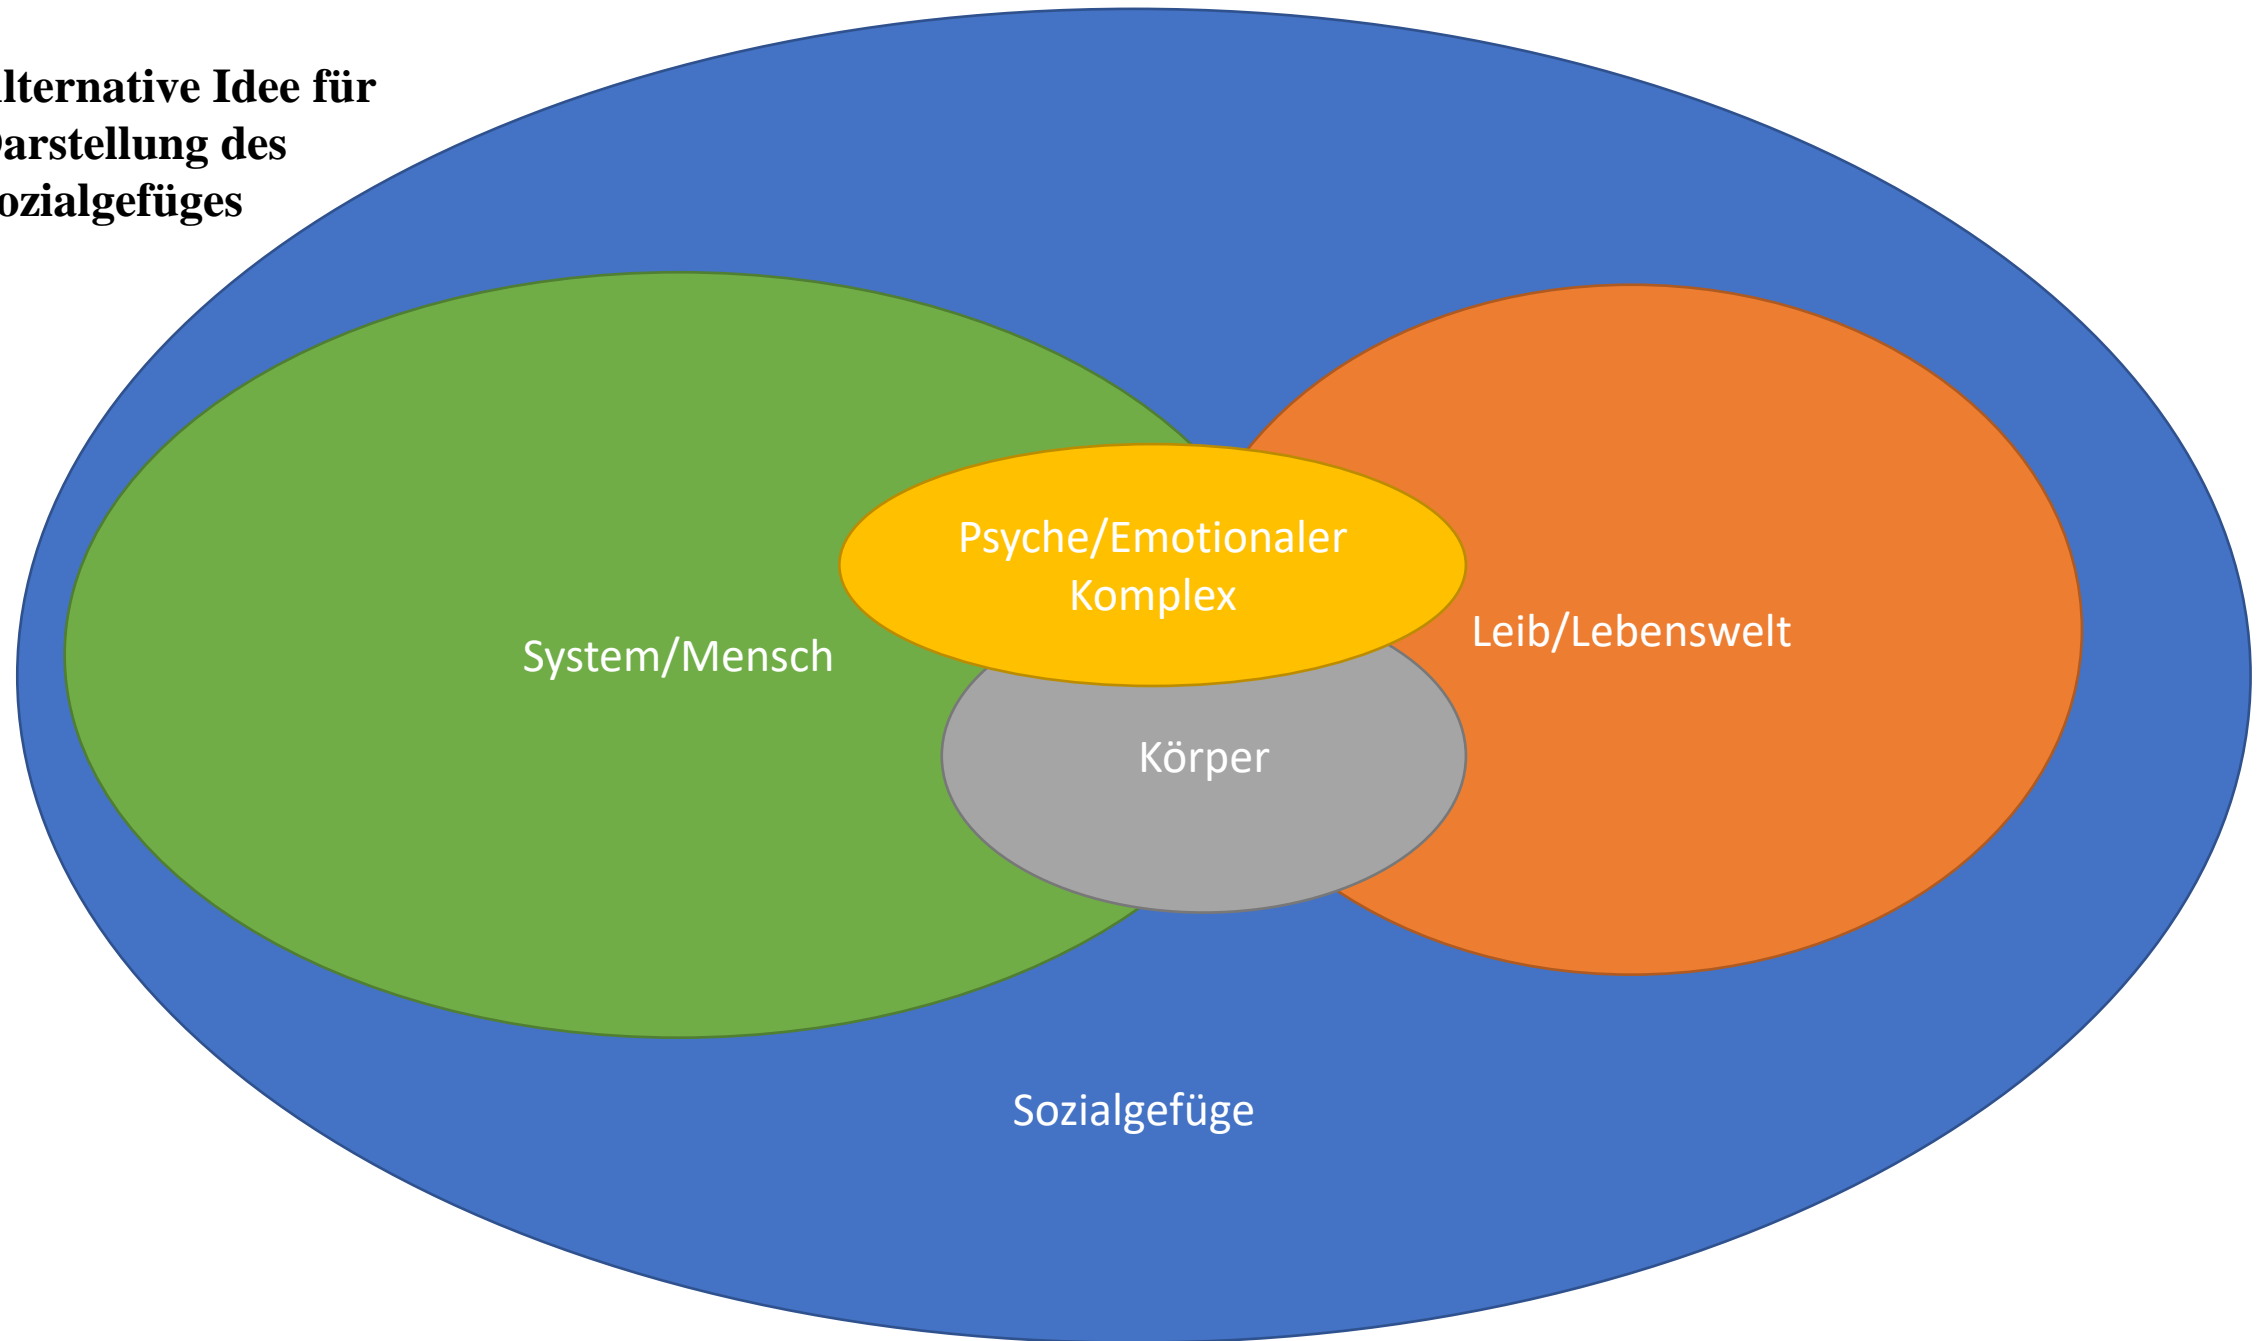 lternative Idee für
arstellung des
ozialgefüges
Psyche/Emotionaler
Komplex
System/Mensch
Leib/Lebenswelt
Körper
Sozialgefüge